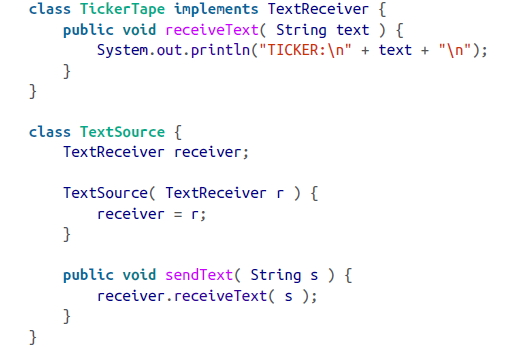 class TickerTape implements TextReceiver {
    public void receiveText( String text ) {
        System.out.println("TICKER:\n" + text + "\n");
    }
}

class TextSource {
    TextReceiver receiver;

    TextSource( TextReceiver r ) {
        receiver = r;
    }

    public void sendText( String s ) {
        receiver.receiveText( s );
    }
}